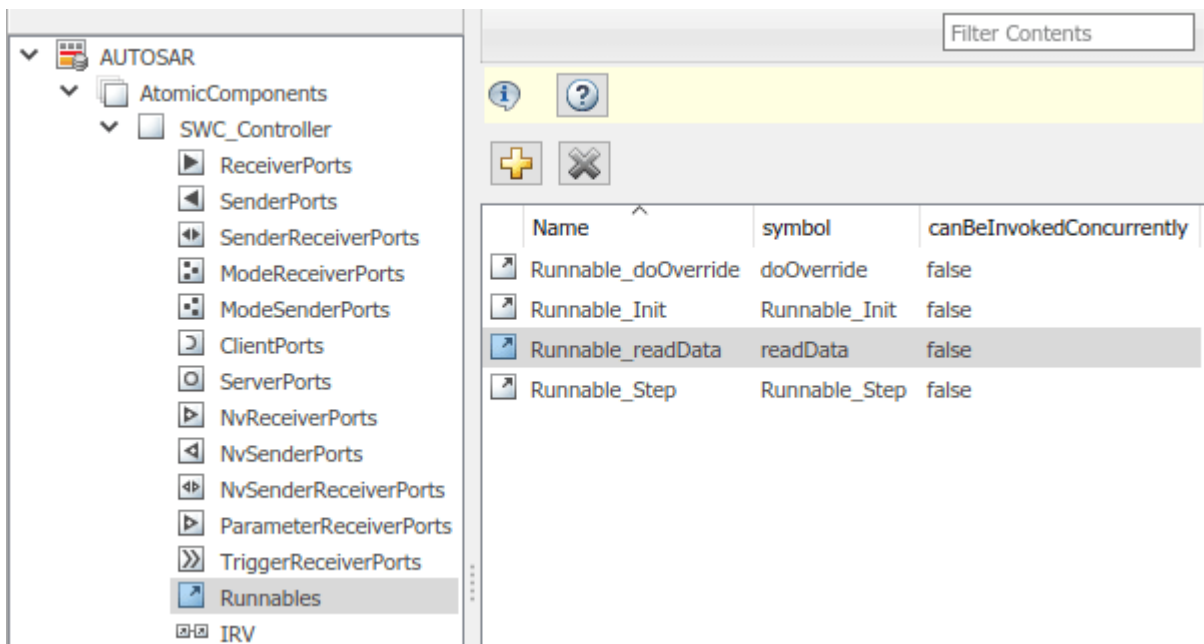 Filter Contents
AUTOSAR
AtomicComponents
SWC_Controller
ReceiverPorts
SenderPorts
SenderReceiverPorts
ModeReceiverPorts
ModeSenderPorts
ClientPorts
ServerPorts
NvReceiverPorts
NvSenderPorts
NvSenderReceiverPorts
ParameterReceiverPorts
TriggerReceiverPorts
Runnables
IRV
Name symbol canBeInvokedConcurrently
Runnable_doOverride doOverride false
Runnable_Init Runnable_Init false
Runnable_readData readData false
Runnable_Step Runnable_Step false